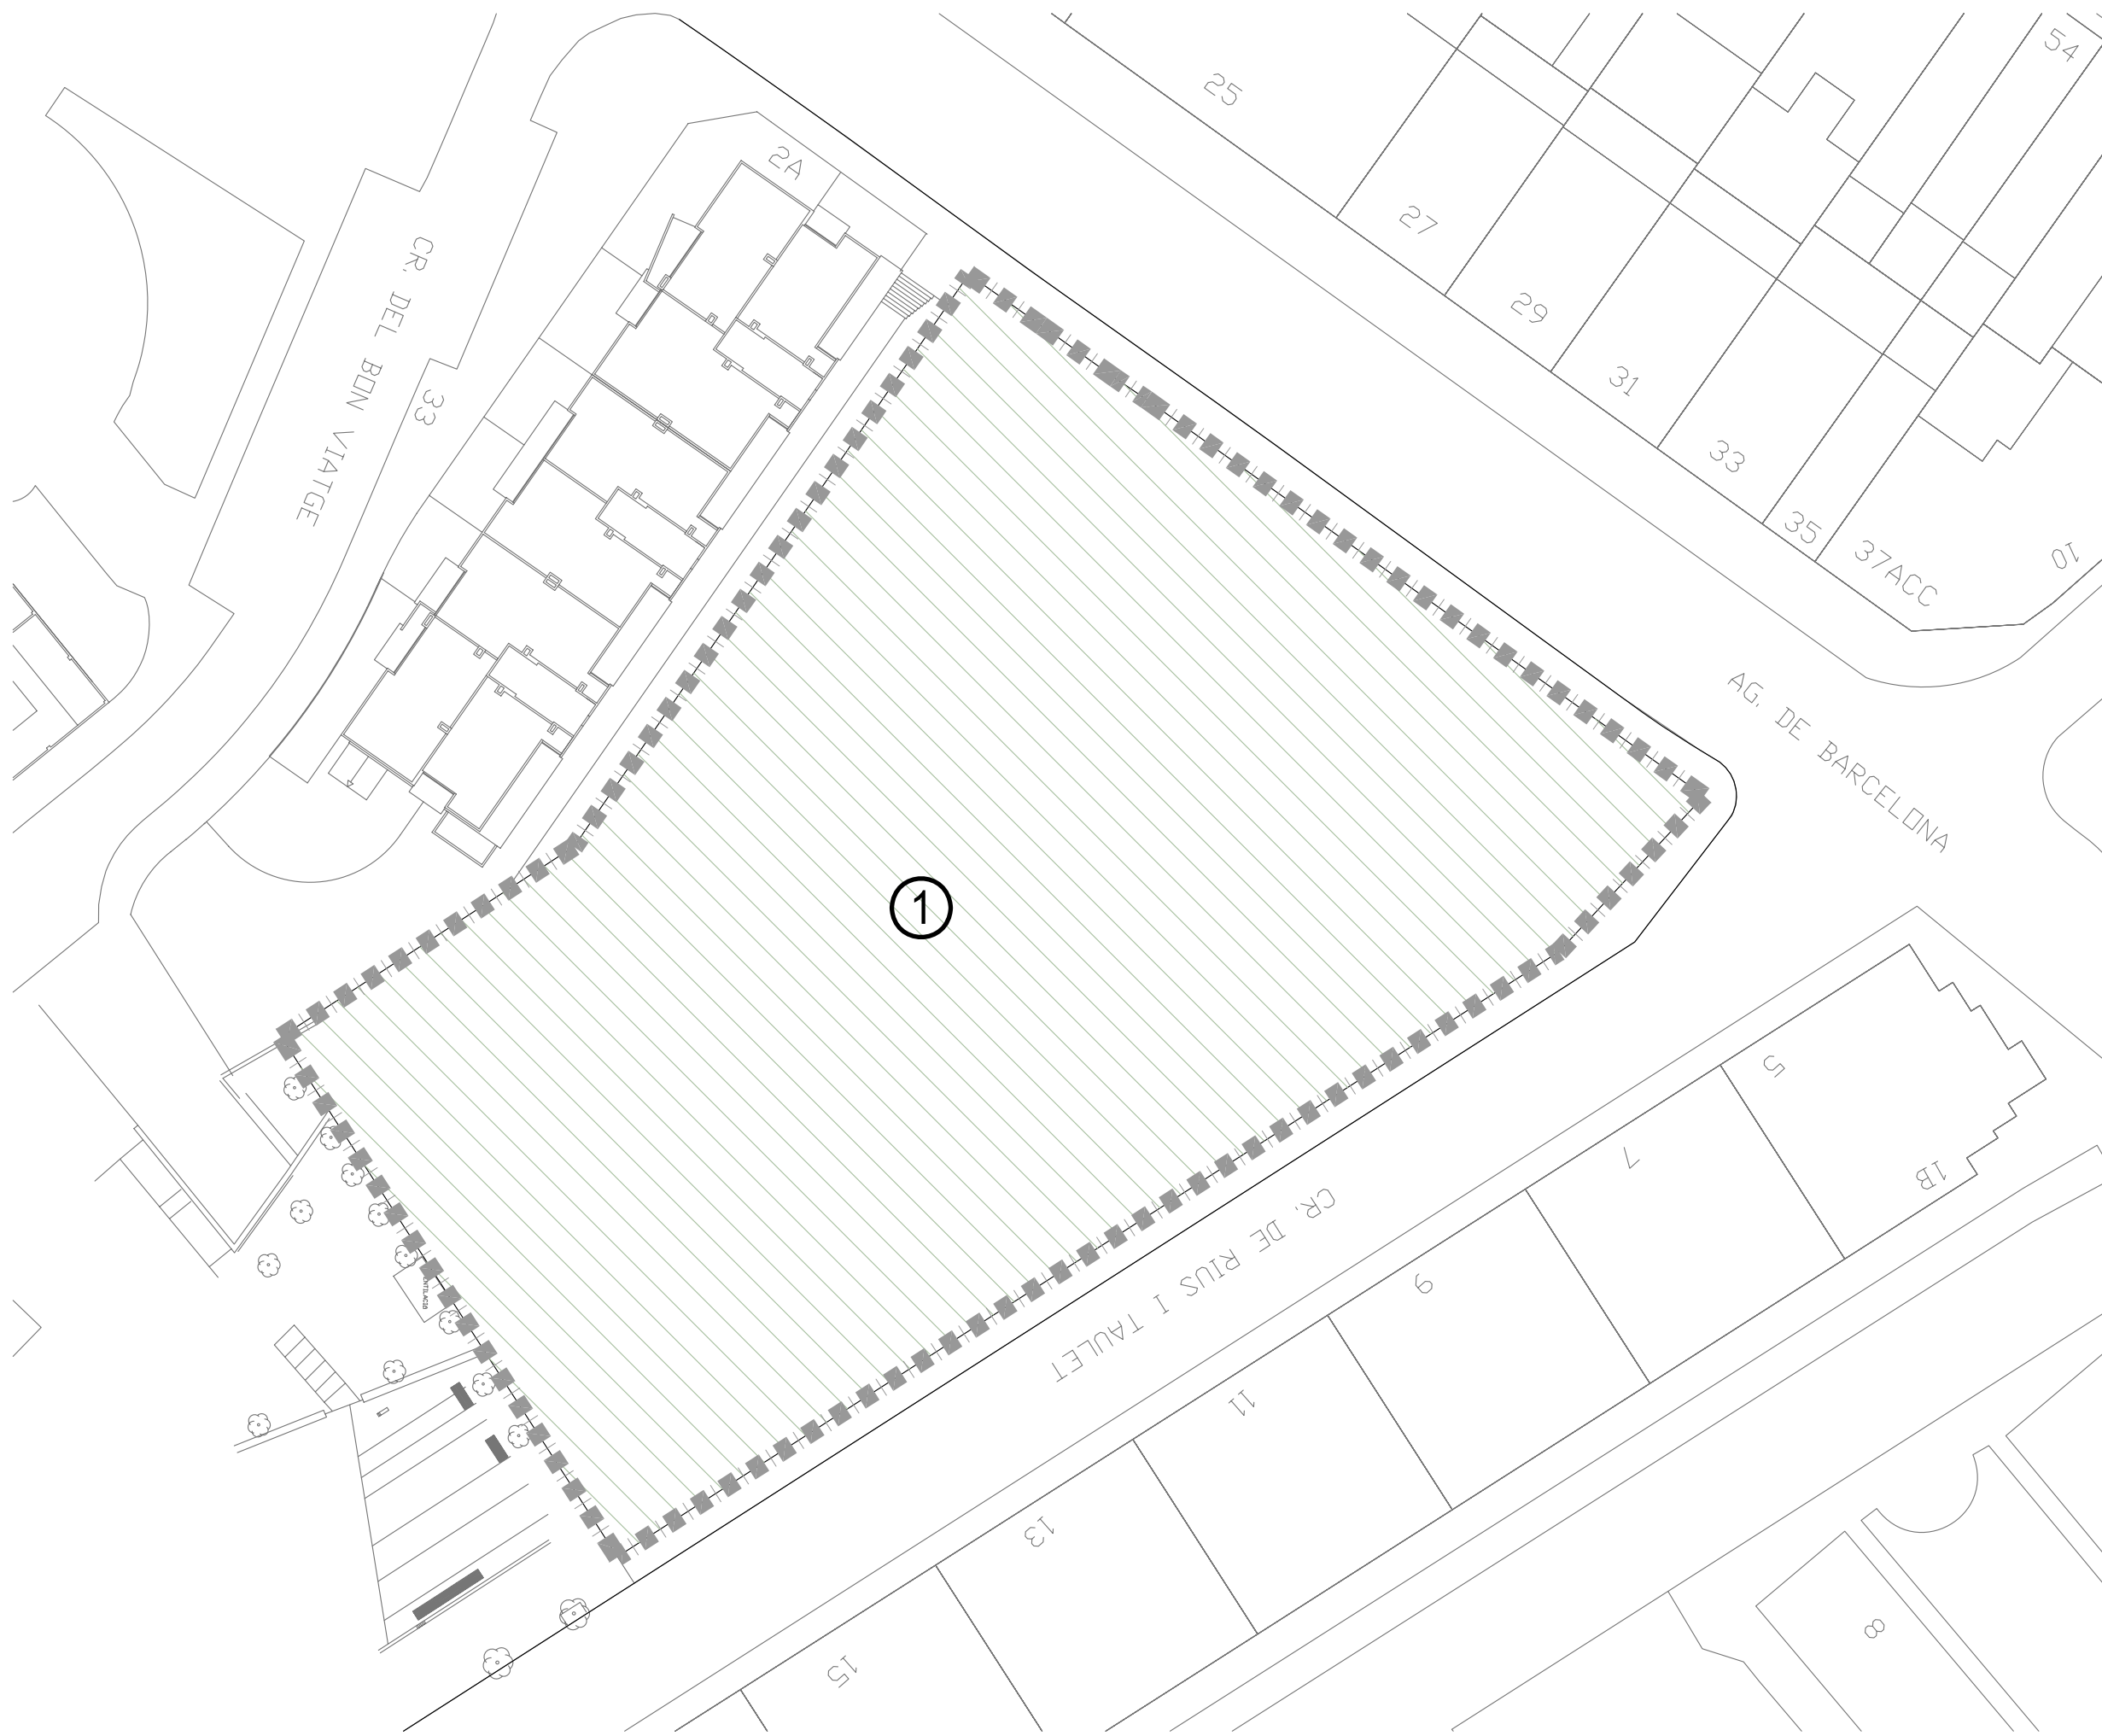 54
25
2A
27
CR. DEL BON VIATGE
29
31
33
33
35
37ACC
10
AG. DE BARCELONA
1
5
7
1B
CR. DE RIUS I TAULET
9
11
13
15
8